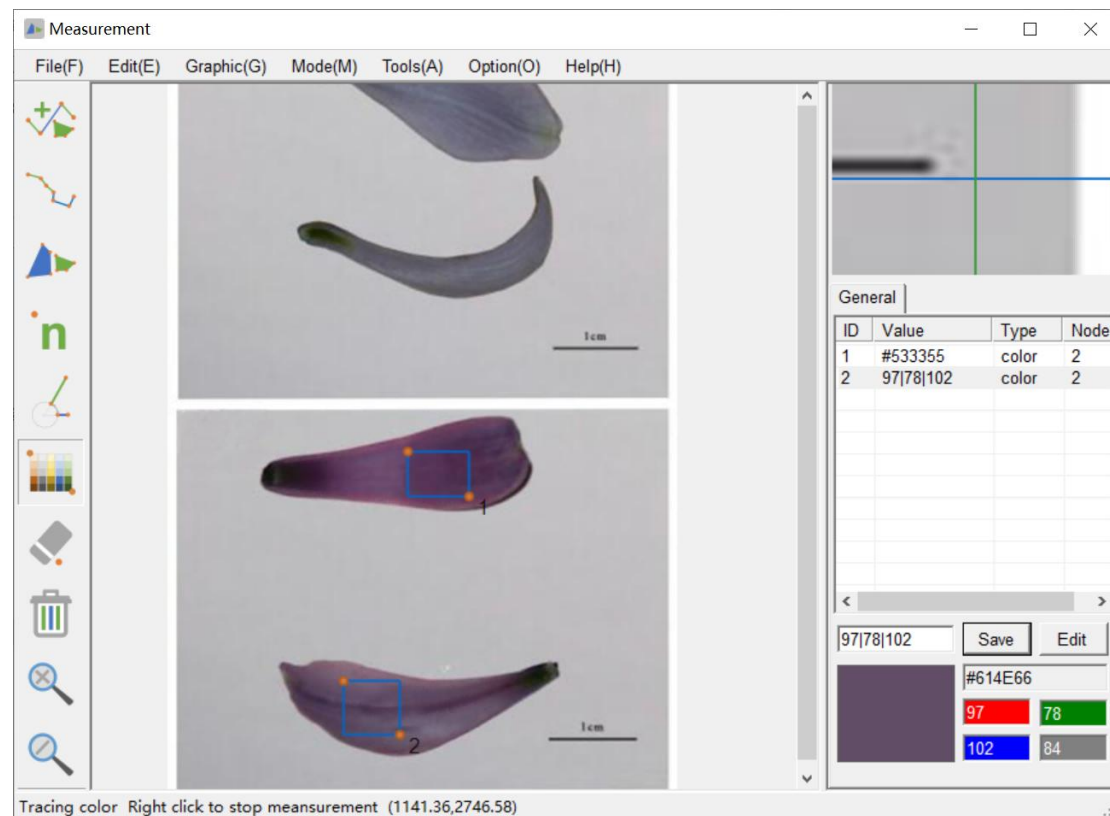 Measurement
File(F) Edit(E) Graphic(G) Mode(M) Tools(A) Option(O) Help(H)
n
1cm
1
2
1cm
General
ID Value Type Node
1 #533355 color 2
2 97|78|102 color 2
97|78|102 Save Edit
#614E66
97 78
102 84
Tracing color Right click to stop meansurement (1141.36,2746.58)